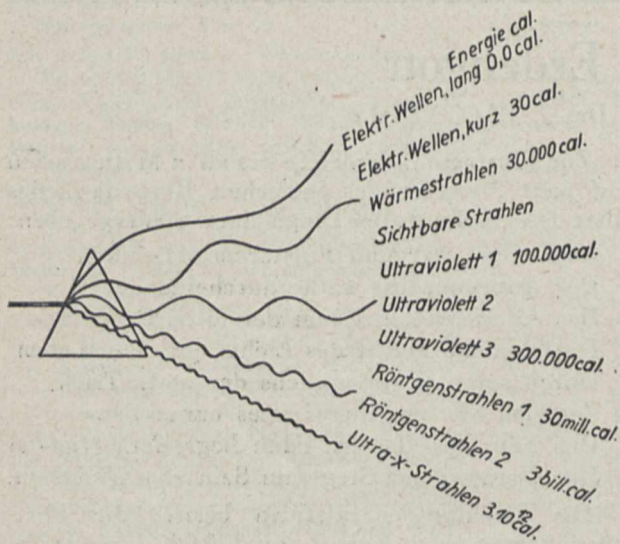 Energie cal.
Elektr. Wellen, lang 0,0 cal.
Elektr. Wellen, kurz 30 cal.
Wärmestrahlen 30.000 cal.
Sichtbare Strahlen
Ultraviolett 1 100.000 cal.
Ultraviolett 2
Ultraviolett 3 300.000 cal.
Röntgenstrahlen 1 30 mill. cal.
Röntgenstrahlen 2 3 bill. cal.
Ultra-x-Strahlen 3.10¹² cal.